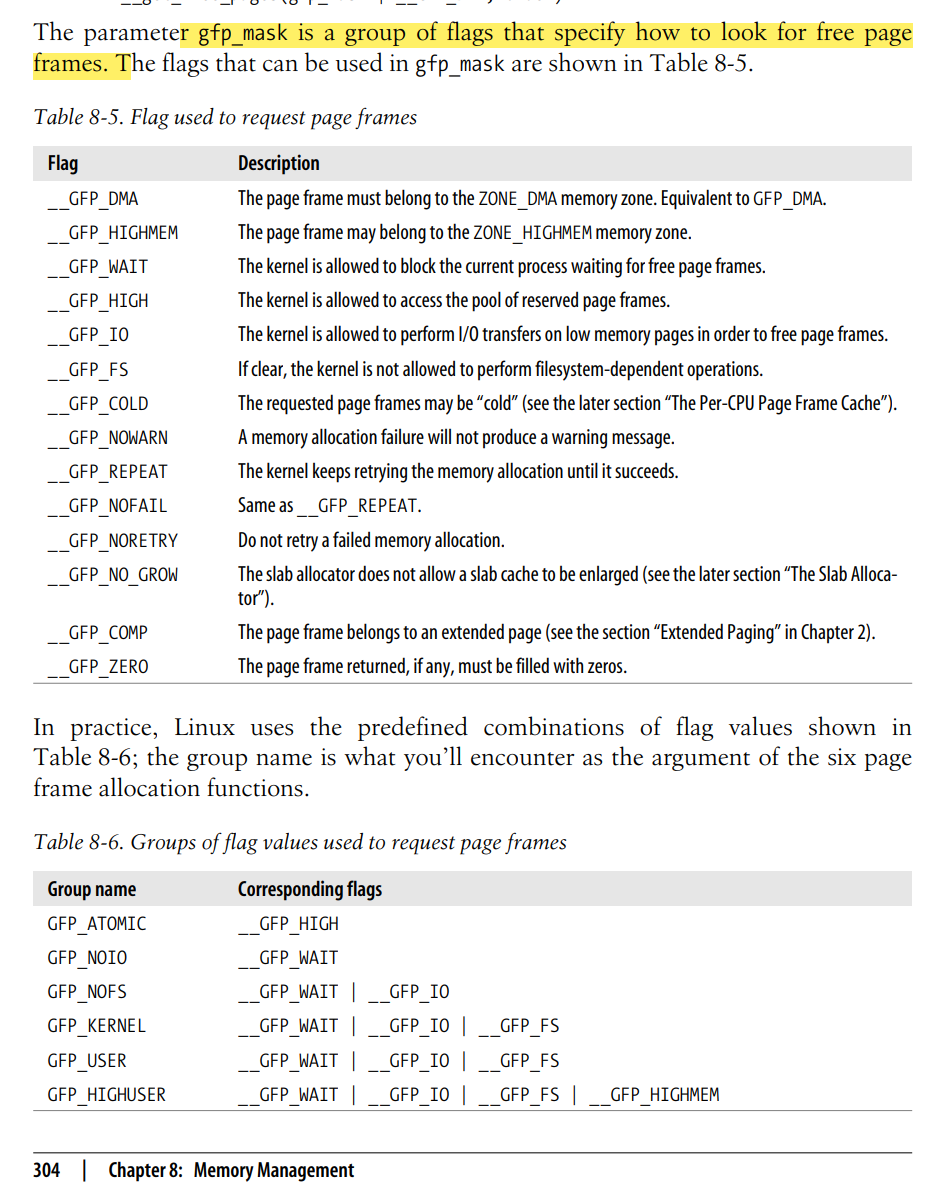 The parameter gfp_mask is a group of flags that specify how to look for free page
frames. The flags that can be used in gfp_mask are shown in Table 8-5.
Table 8-5. Flag used to request page frames
Flag Description
__GFP_DMA The page frame must belong to the ZONE_DMA memory zone. Equivalent to GFP_DMA.
__GFP_HIGHMEM The page frame may belong to the ZONE_HIGHMEM memory zone.
__GFP_WAIT The kernel is allowed to block the current process waiting for free page frames.
__GFP_HIGH The kernel is allowed to access the pool of reserved page frames.
__GFP_IO The kernel is allowed to perform I/O transfers on low memory pages in order to free page frames.
__GFP_FS If clear, the kernel is not allowed to perform filesystem-dependent operations.
__GFP_COLD The requested page frames may be “cold” (see the later section “The Per-CPU Page Frame Cache”).
__GFP_NOWARN A memory allocation failure will not produce a warning message.
__GFP_REPEAT The kernel keeps retrying the memory allocation until it succeeds.
__GFP_NOFAIL Same as __GFP_REPEAT.
__GFP_NORETRY Do not retry a failed memory allocation.
__GFP_NO_GROW The slab allocator does not allow a slab cache to be enlarged (see the later section “The Slab Alloca-
tor”).
__GFP_COMP The page frame belongs to an extended page (see the section “Extended Paging” in Chapter 2).
__GFP_ZERO The page frame returned, if any, must be filled with zeros.
In practice, Linux uses the predefined combinations of flag values shown in
Table 8-6; the group name is what you’ll encounter as the argument of the six page
frame allocation functions.
Table 8-6. Groups of flag values used to request page frames
Group name Corresponding flags
GFP_ATOMIC __GFP_HIGH
GFP_NOIO __GFP_WAIT
GFP_NOFS __GFP_WAIT | __GFP_IO
GFP_KERNEL __GFP_WAIT | __GFP_IO | __GFP_FS
GFP_USER __GFP_WAIT | __GFP_IO | __GFP_FS
GFP_HIGHUSER __GFP_WAIT | __GFP_IO | __GFP_FS | __GFP_HIGHMEM
304 | Chapter 8: Memory Management